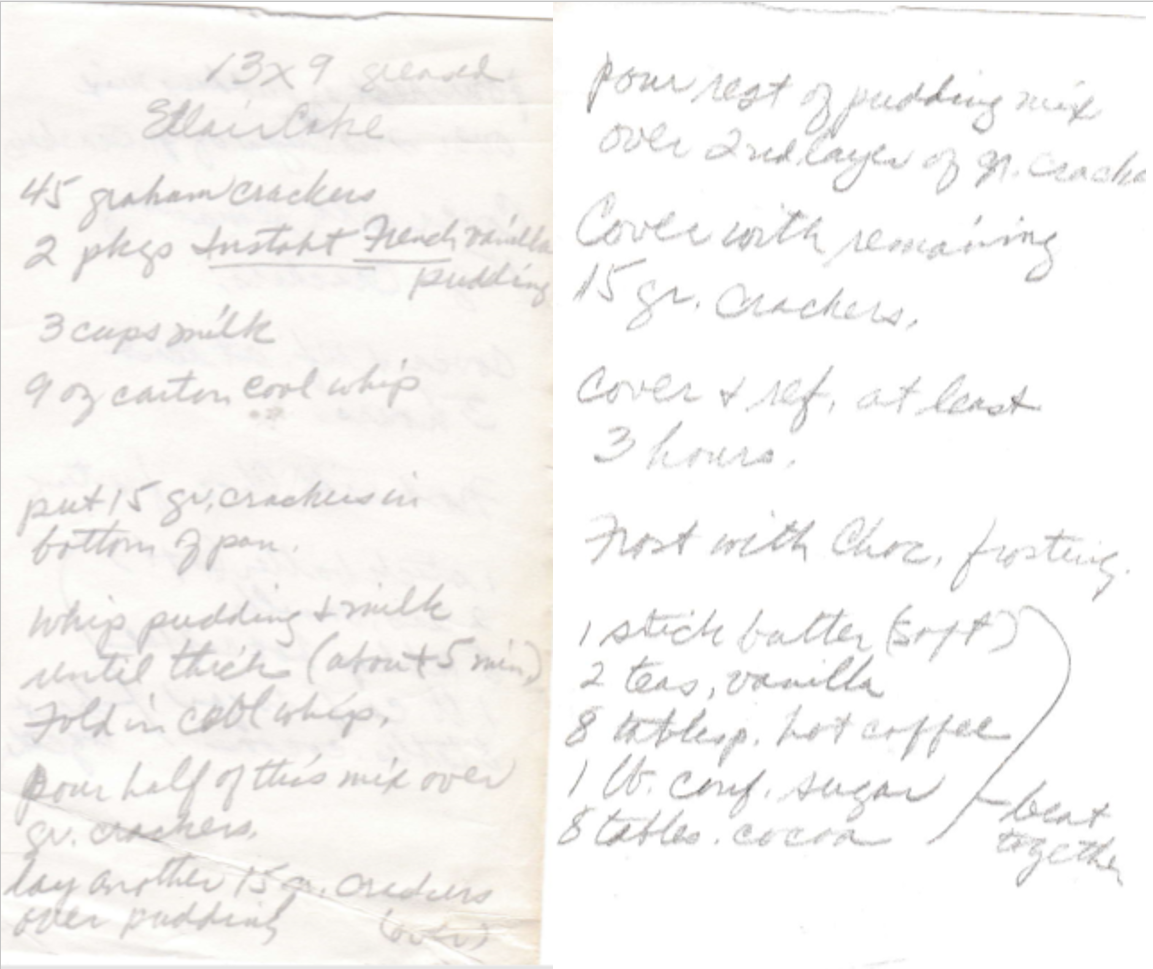 13x9 greased
Eclair Cake
45 graham crackers
2 pkgs Instant French vanilla
pudding
3 cups milk
9 oz carton cool whip
put 15 gr. crackers in
bottom of pan.
Whip pudding + milk
until thick (about 5 min)
Fold in cool whip.
pour half of this mix over
gr. crackers.
lay another 15 gr. crackers
over pudding
(over)
pour rest of pudding mix
over 2nd layer of gr. cracke
Cover with remaining
15 gr. crackers.
Cover + ref. at least
3 hours.
Frost with Choc. frosting.
1 stick butter (soft)
2 teas. vanilla
8 tablesp. hot coffee
1 lb. conf. sugar
8 tables. cocoa
- beat
together